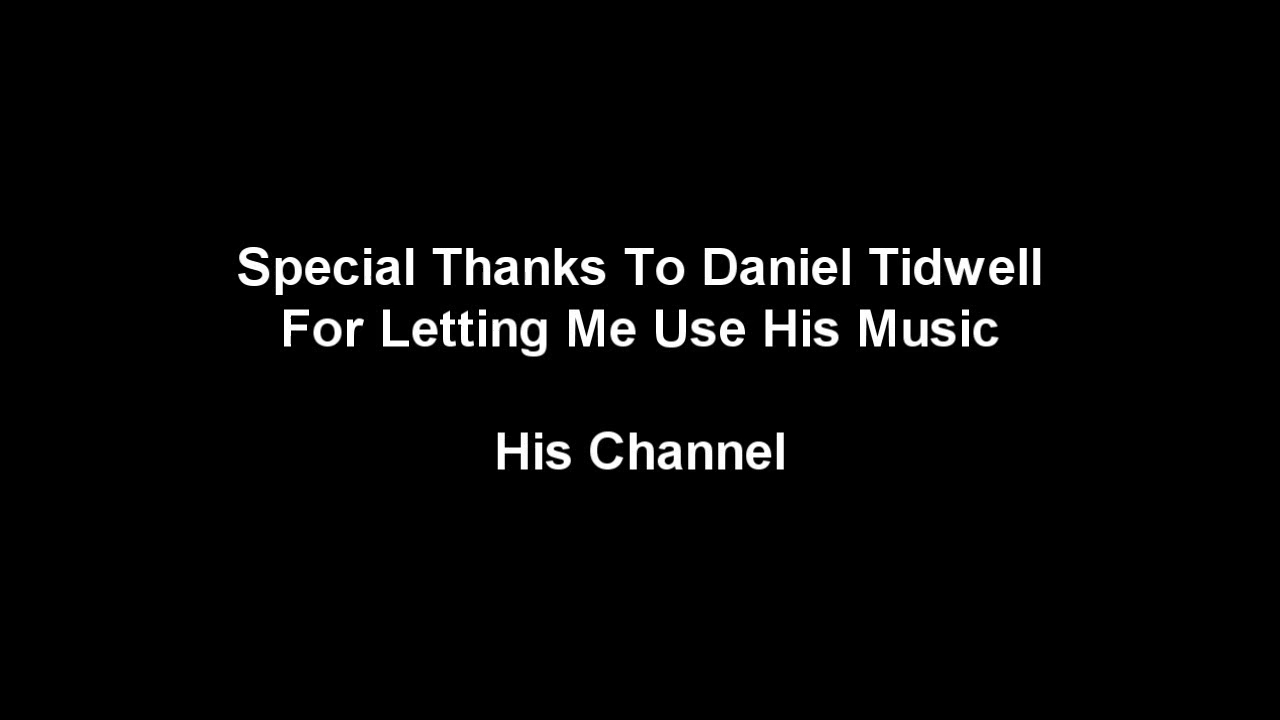 Special Thanks To Daniel Tidwell
For Letting Me Use His Music
His Channel